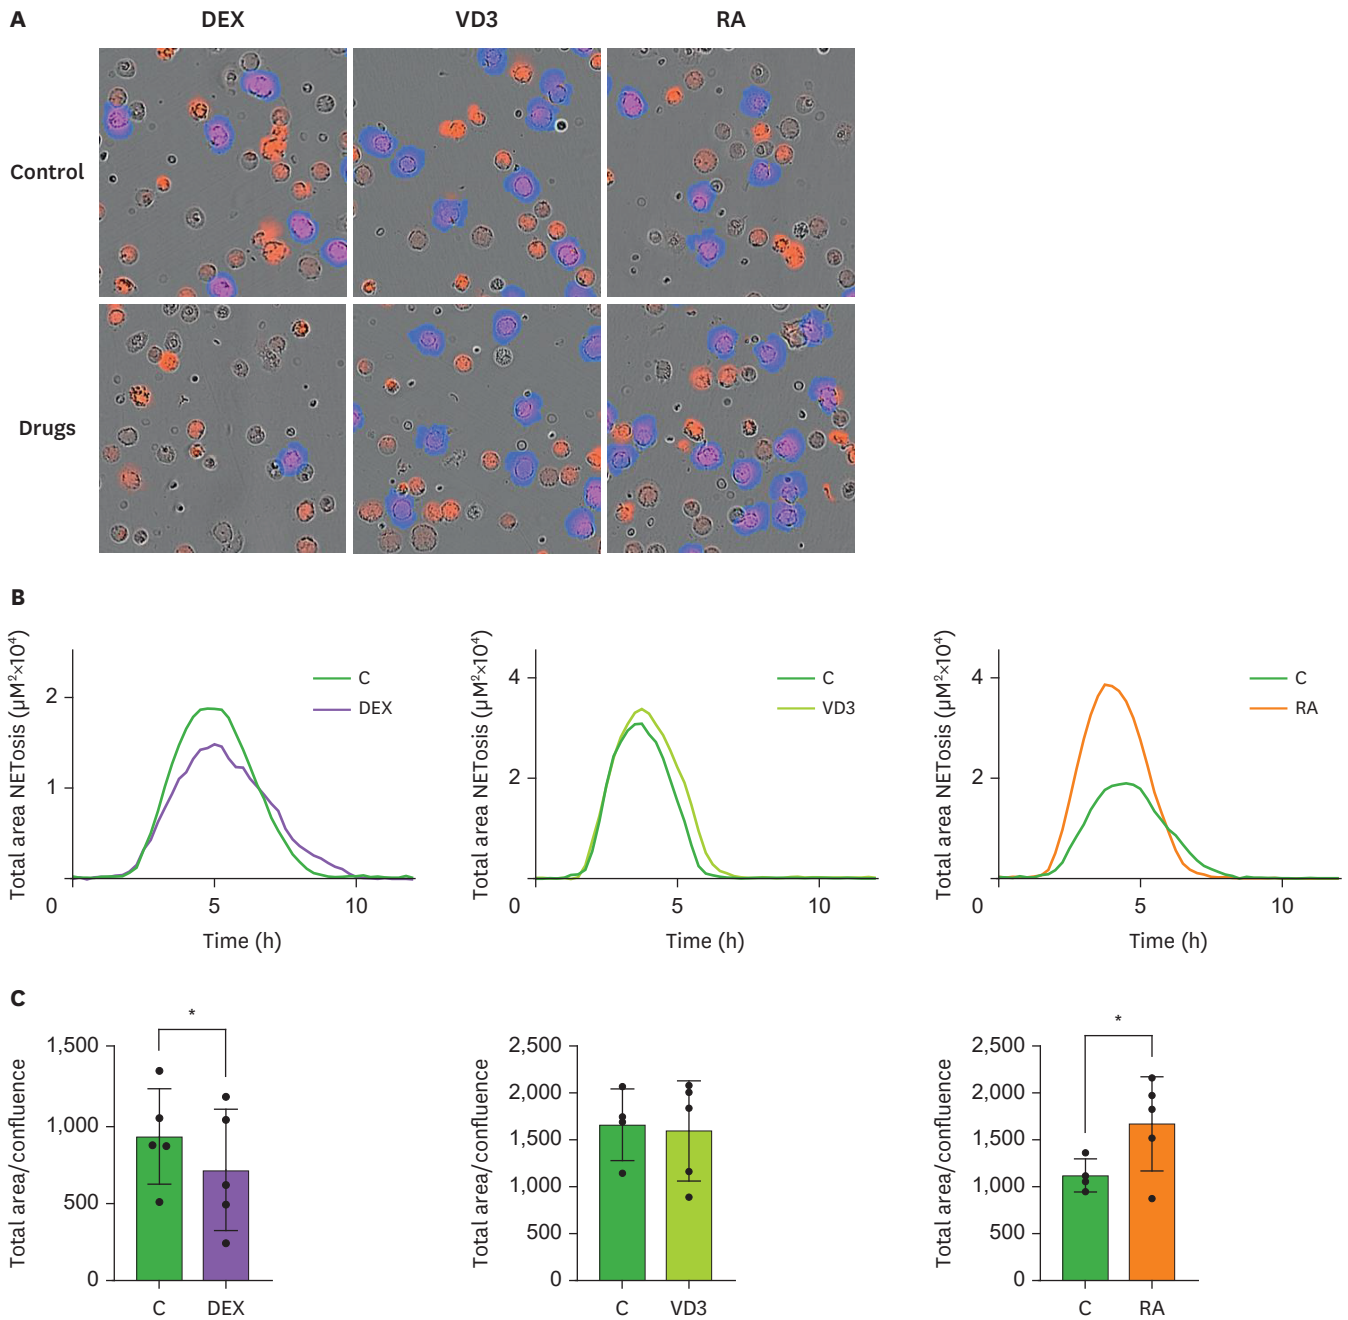 A
DEX VD3 RA
Control
Drugs
B
Total area NETosis (µM²×10⁴)
2
1
0 5 10
Time (h)
C
DEX
Total area NETosis (µM²×10⁴)
4
2
0 5 10
Time (h)
C
VD3
Total area NETosis (µM²×10⁴)
4
2
0 5 10
Time (h)
C
RA
C
Total area/confluence
1,500
1,000
500
0
*
C DEX
Total area/confluence
2,500
2,000
1,500
1,000
500
0
C VD3
Total area/confluence
2,500
2,000
1,500
1,000
500
0
*
C RA